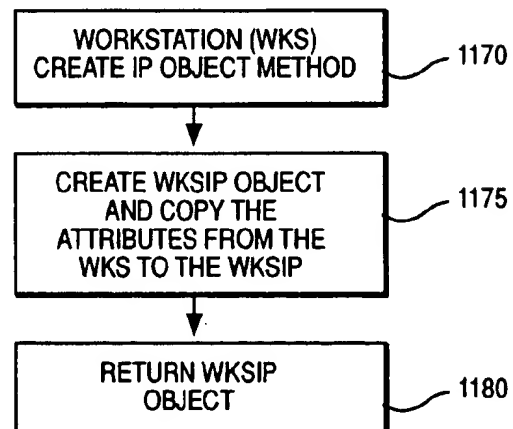 WORKSTATION (WKS)
CREATE IP OBJECT METHOD
1170
CREATE WKSIP OBJECT
AND COPY THE
ATTRIBUTES FROM THE
WKS TO THE WKSIP
1175
RETURN WKSIP
OBJECT
1180